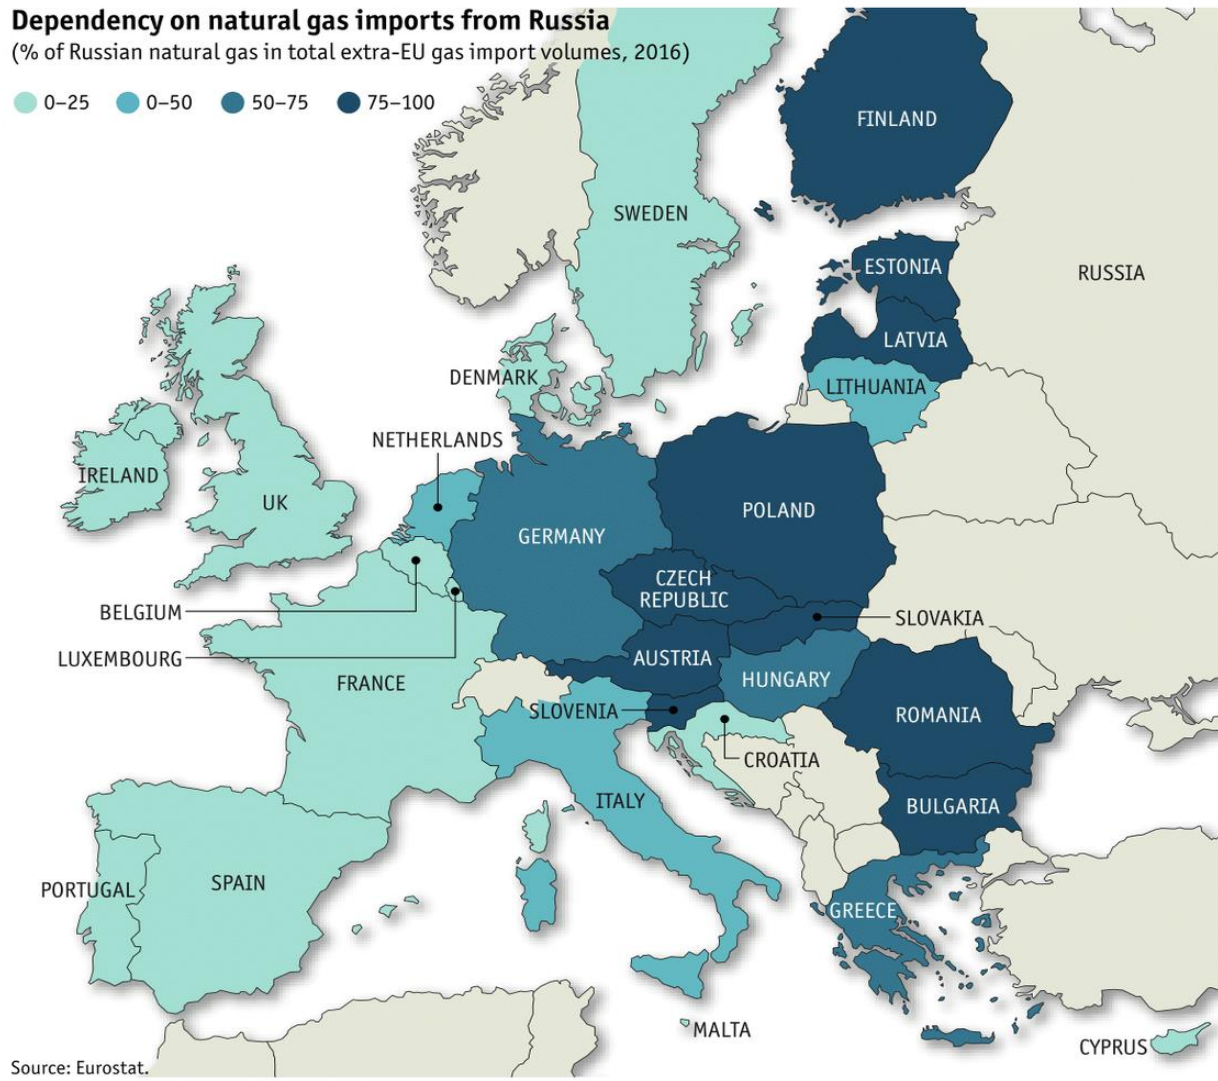 Dependency on natural gas imports from Russia
(% of Russian natural gas in total extra-EU gas import volumes, 2016)
0–25 0–50 50–75 75–100
FINLAND
SWEDEN
ESTONIA
RUSSIA
LATVIA
DENMARK
LITHUANIA
NETHERLANDS
IRELAND
UK
POLAND
GERMANY
CZECH
REPUBLIC
BELGIUM
SLOVAKIA
LUXEMBOURG
AUSTRIA
FRANCE
HUNGARY
SLOVENIA
ROMANIA
CROATIA
ITALY
BULGARIA
PORTUGAL
SPAIN
GREECE
MALTA
CYPRUS
Source: Eurostat.